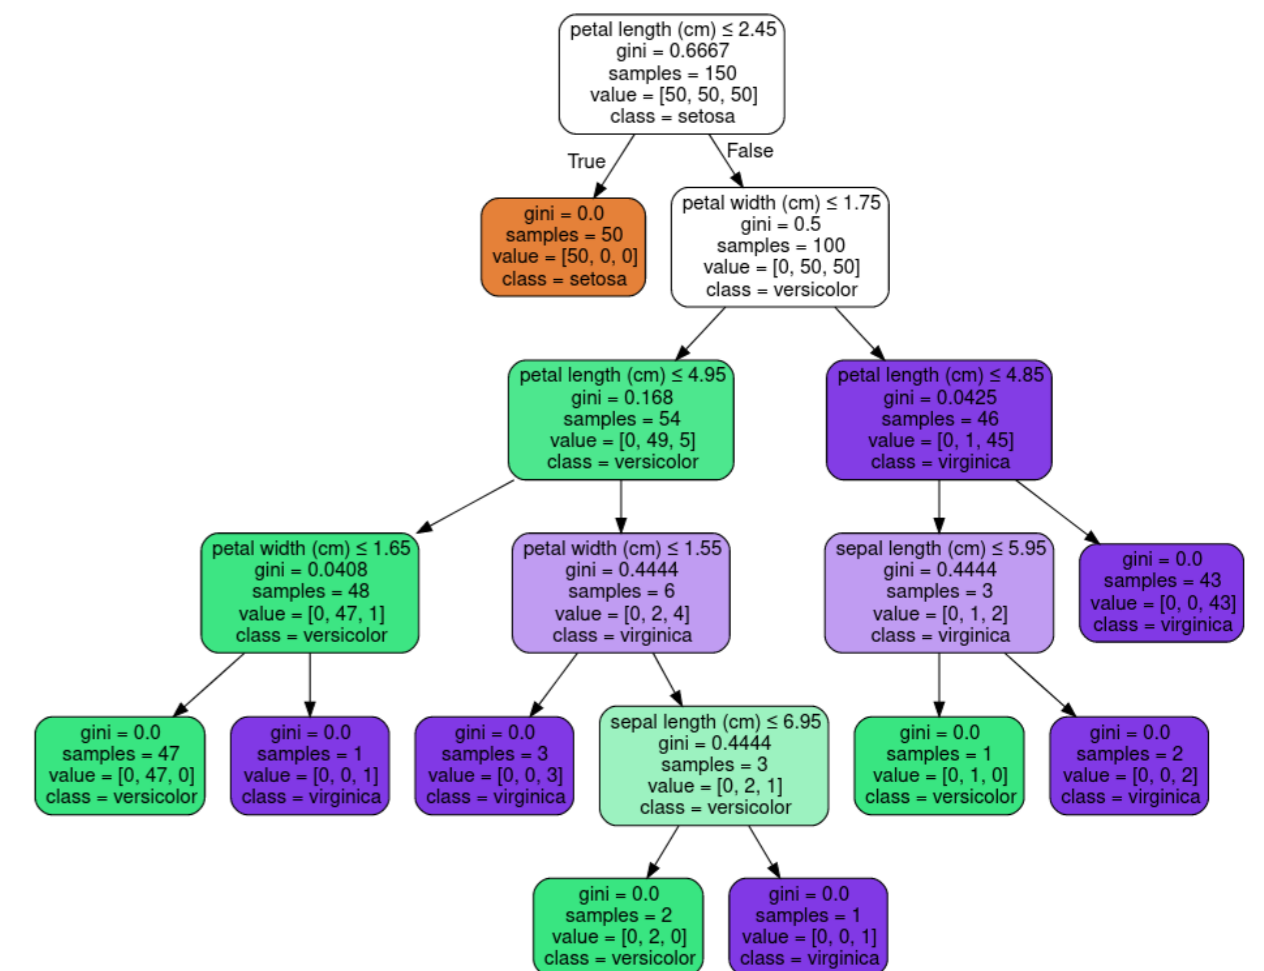 petal length (cm) ≤ 2.45
gini = 0.6667
samples = 150
value = [50, 50, 50]
class = setosa
True
False
gini = 0.0
samples = 50
value = [50, 0, 0]
class = setosa
petal width (cm) ≤ 1.75
gini = 0.5
samples = 100
value = [0, 50, 50]
class = versicolor
petal length (cm) ≤ 4.95
gini = 0.168
samples = 54
value = [0, 49, 5]
class = versicolor
petal length (cm) ≤ 4.85
gini = 0.0425
samples = 46
value = [0, 1, 45]
class = virginica
petal width (cm) ≤ 1.65
gini = 0.0408
samples = 48
value = [0, 47, 1]
class = versicolor
petal width (cm) ≤ 1.55
gini = 0.4444
samples = 6
value = [0, 2, 4]
class = virginica
sepal length (cm) ≤ 5.95
gini = 0.4444
samples = 3
value = [0, 1, 2]
class = virginica
gini = 0.0
samples = 43
value = [0, 0, 43]
class = virginica
gini = 0.0
samples = 47
value = [0, 47, 0]
class = versicolor
gini = 0.0
samples = 1
value = [0, 0, 1]
class = virginica
gini = 0.0
samples = 3
value = [0, 0, 3]
class = virginica
sepal length (cm) ≤ 6.95
gini = 0.4444
samples = 3
value = [0, 2, 1]
class = versicolor
gini = 0.0
samples = 1
value = [0, 1, 0]
class = versicolor
gini = 0.0
samples = 2
value = [0, 0, 2]
class = virginica
gini = 0.0
samples = 2
value = [0, 2, 0]
class = versicolor
gini = 0.0
samples = 1
value = [0, 0, 1]
class = virginica